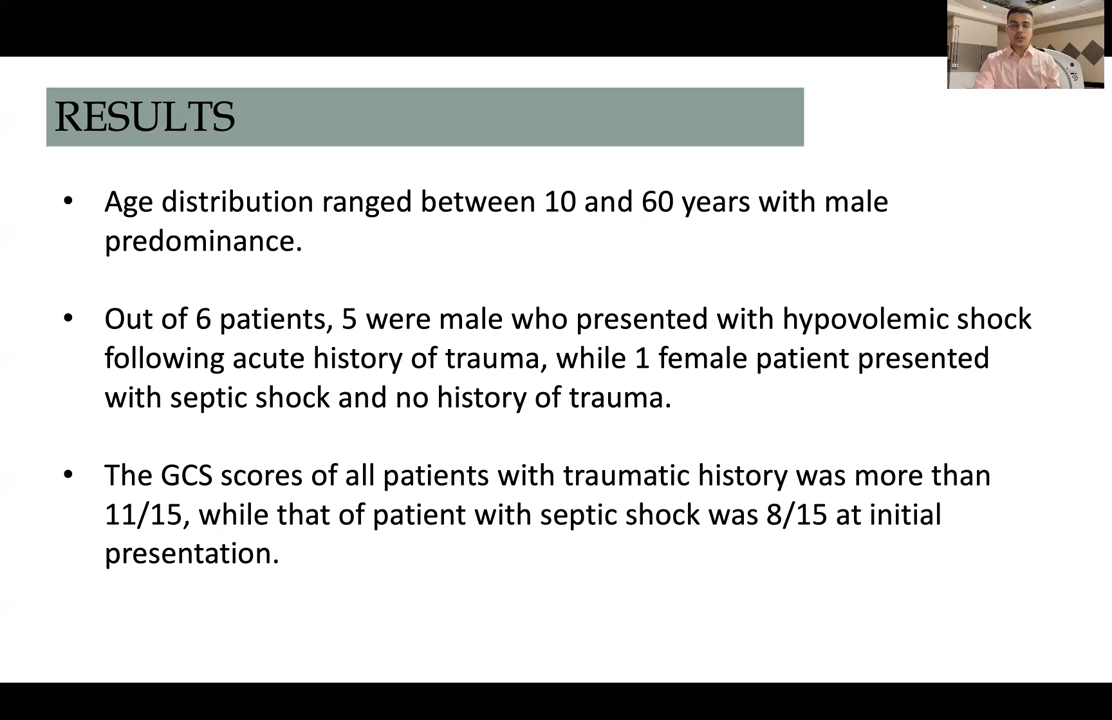 RESULTS
• Age distribution ranged between 10 and 60 years with male
predominance.
• Out of 6 patients, 5 were male who presented with hypovolemic shock
following acute history of trauma, while 1 female patient presented
with septic shock and no history of trauma.
• The GCS scores of all patients with traumatic history was more than
11/15, while that of patient with septic shock was 8/15 at initial
presentation.